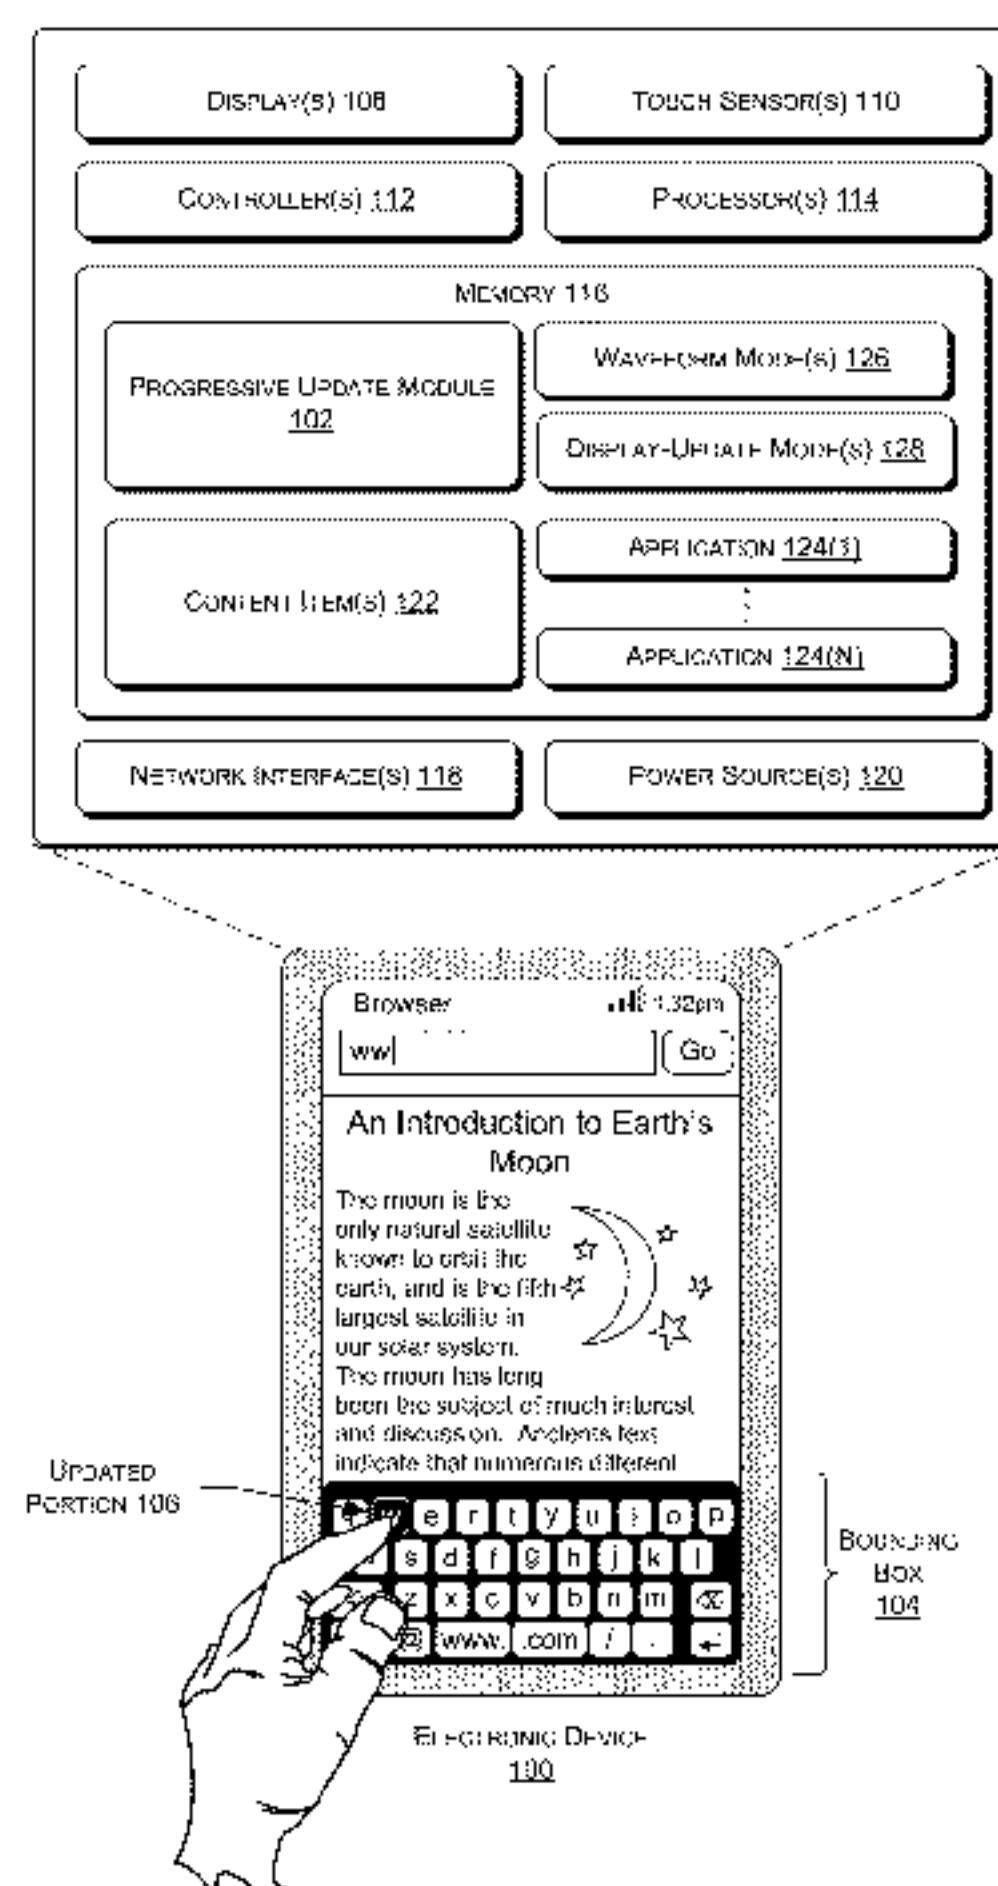 DISPLAY(S) 108
TOUCH SENSOR(S) 110
CONTROLLER(S) 112
PROCESSOR(S) 114
MEMORY 116
PROGRESSIVE UPDATE MODULE
102
WAVEFORM MODE(S) 126
DISPLAY-UPDATE MODE(S) 128
CONTENT ITEM(S) 122
APPLICATION 124(1)
APPLICATION 124(N)
NETWORK INTERFACE(S) 118
POWER SOURCE(S) 120
Browser
1:32pm
ww
Go
An Introduction to Earth's
Moon
The moon is the
only natural satellite
known to orbit the
earth, and is the fifth
largest satellite in
our solar system.
The moon has long
been the subject of much interest
and discussion. Ancients text
indicate that numerous different
UPDATED
PORTION 106
e r t y u i o p
s d f g h j k l
z x c v b n m
@ www. .com / .
BOUNDING
BOX
104
ELECTRONIC DEVICE
100